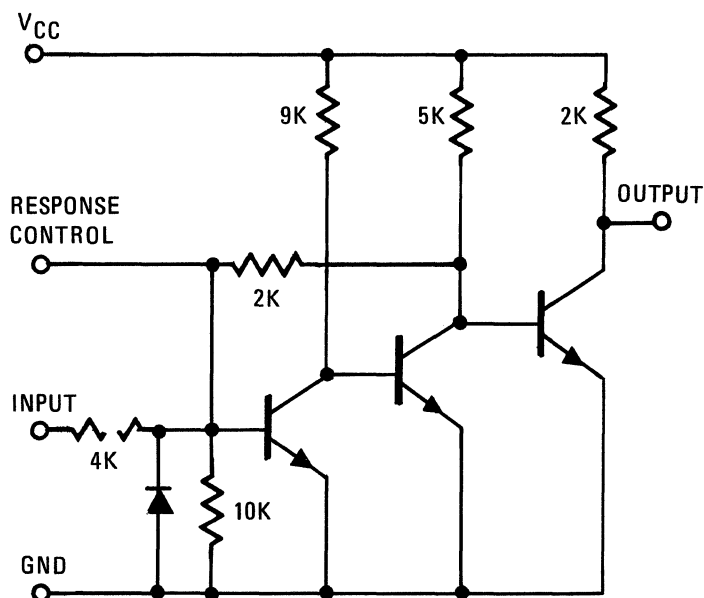 VCC
9K
5K
2K
OUTPUT
RESPONSE
CONTROL
2K
INPUT
4K
10K
GND